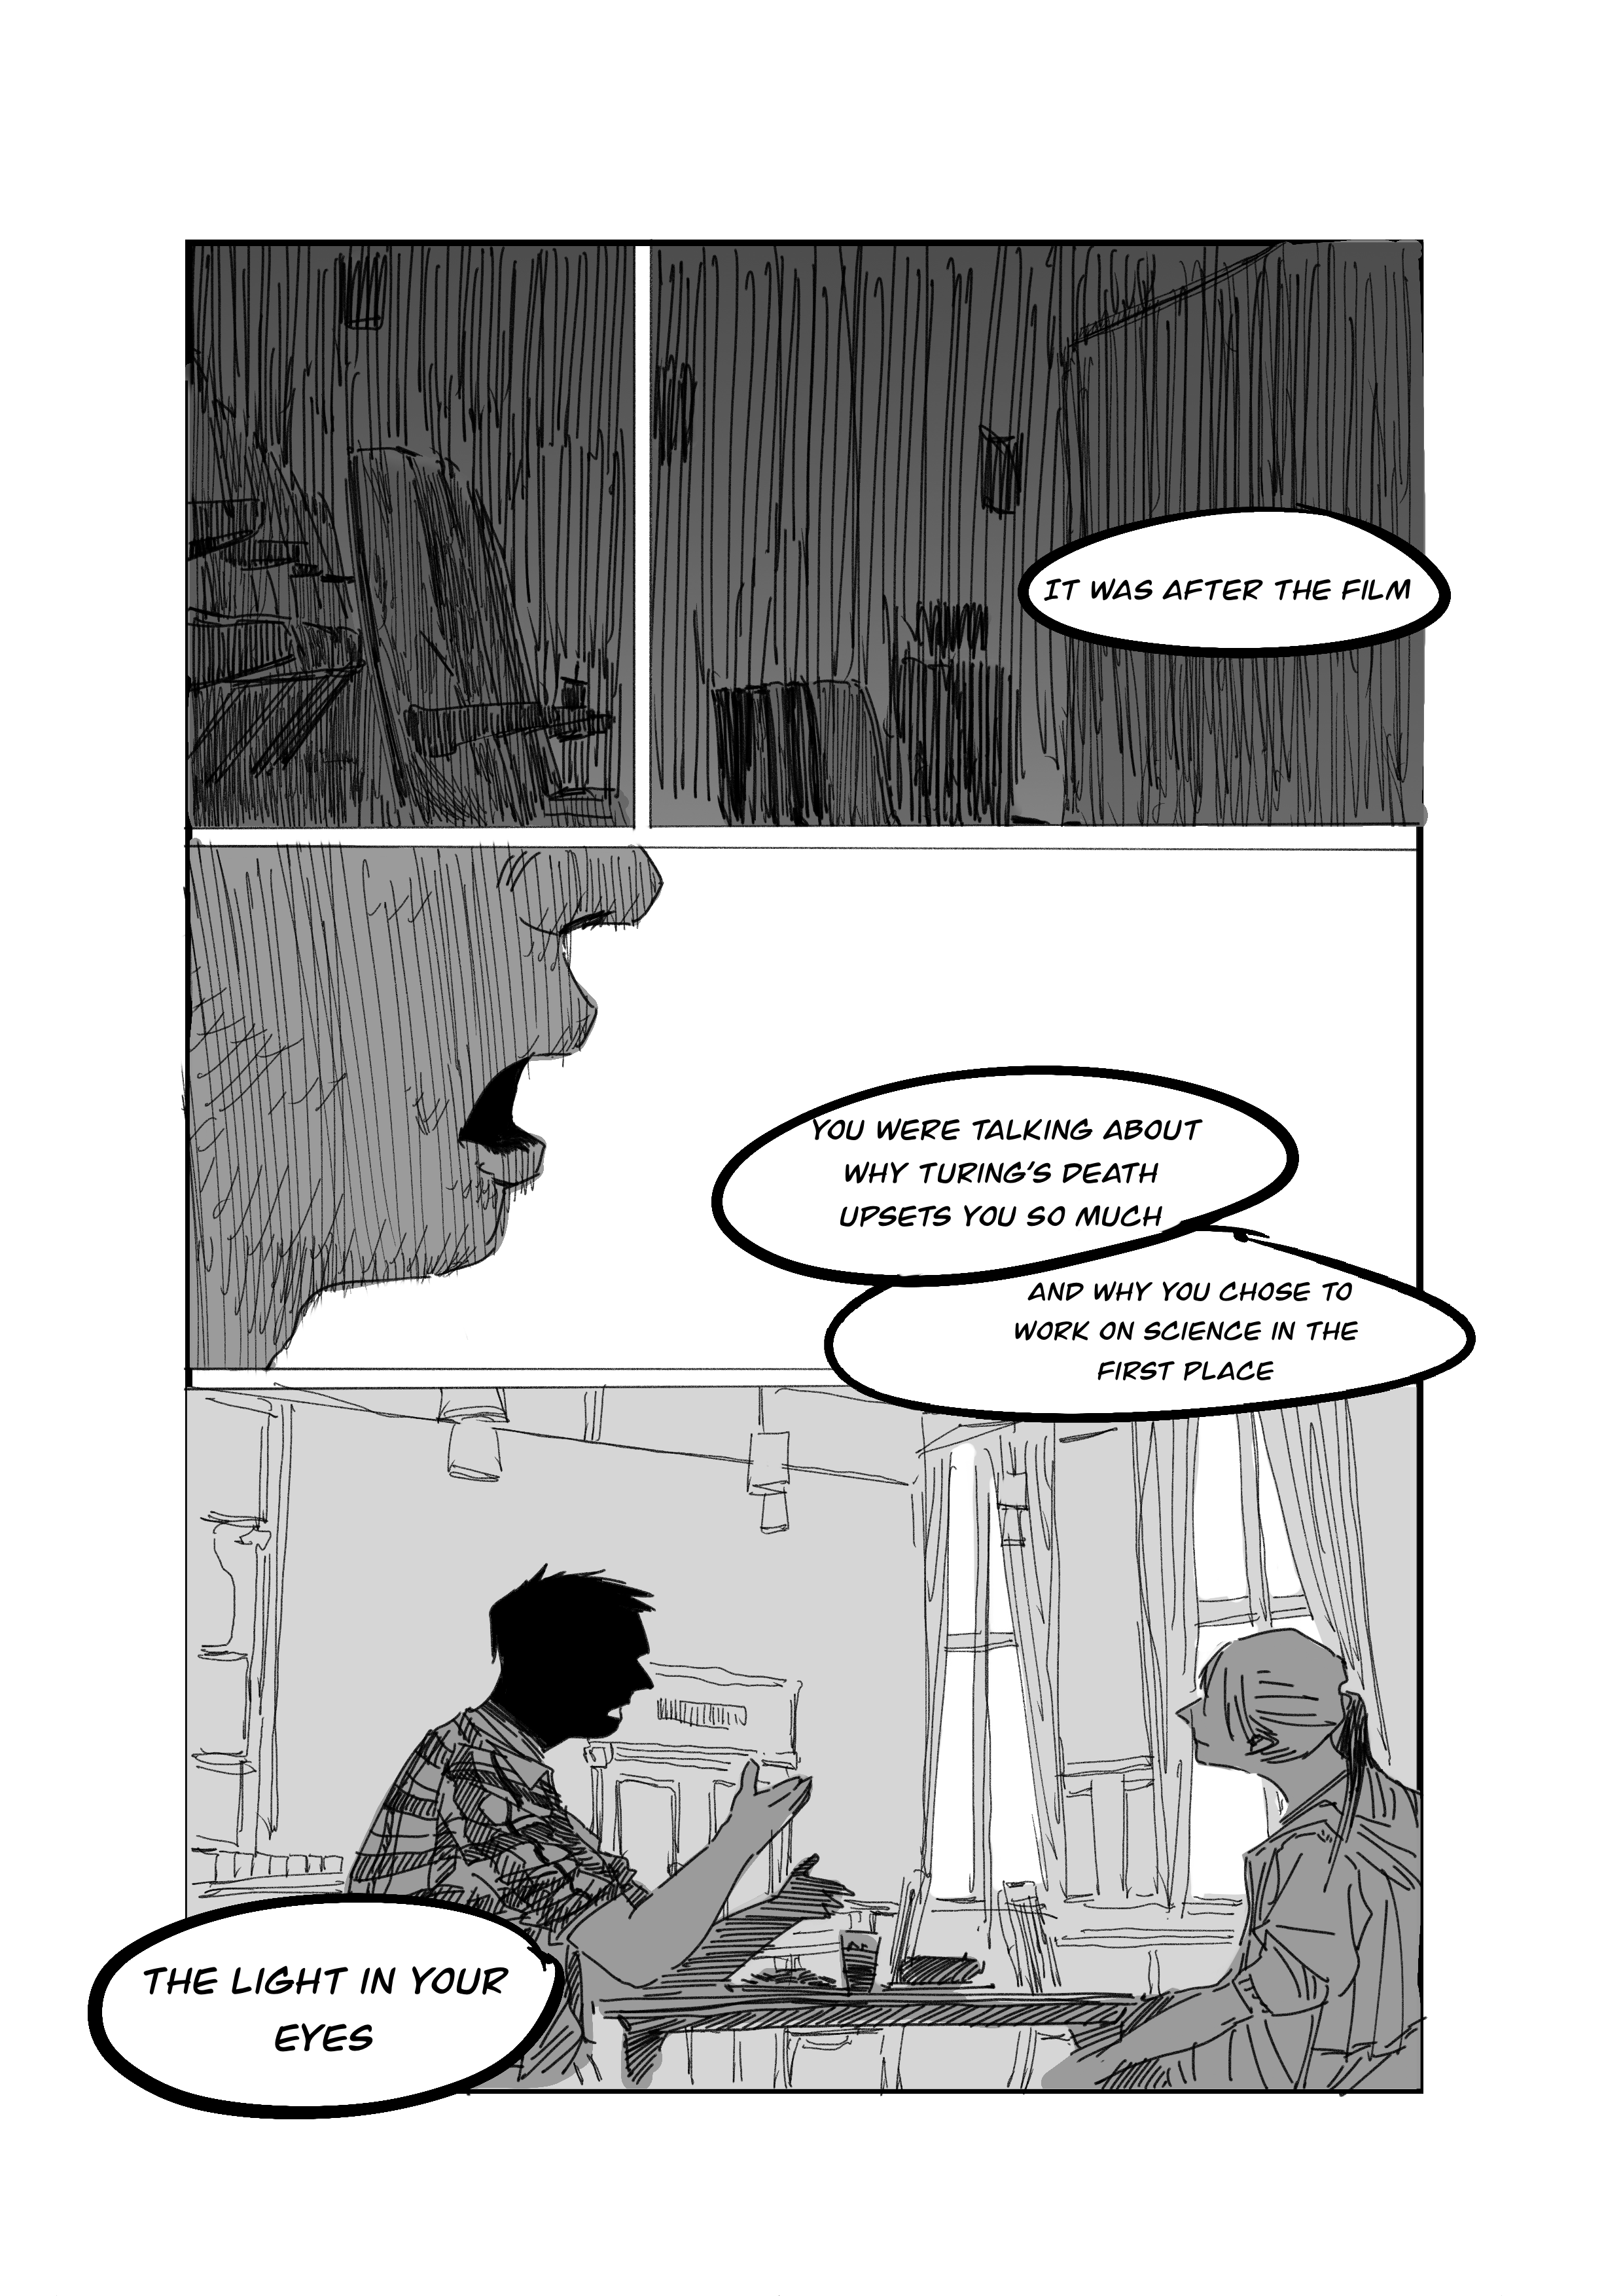 IT WAS AFTER THE FILM
YOU WERE TALKING ABOUT
WHY TURING'S DEATH
UPSETS YOU SO MUCH
AND WHY YOU CHOSE TO
WORK ON SCIENCE IN THE
FIRST PLACE
THE LIGHT IN YOUR
EYES